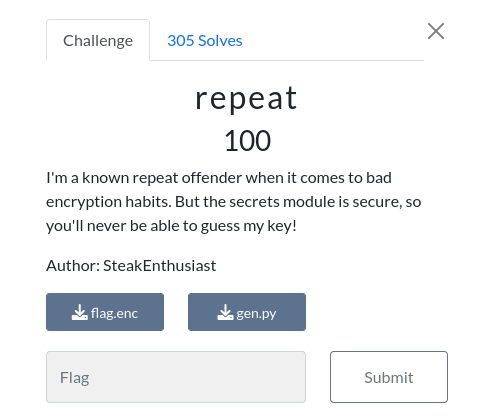 Challenge
305 Solves
repeat
100
I'm a known repeat offender when it comes to bad
encryption habits. But the secrets module is secure, so
you'll never be able to guess my key!
Author: SteakEnthusiast
flag.enc
gen.py
Flag
Submit